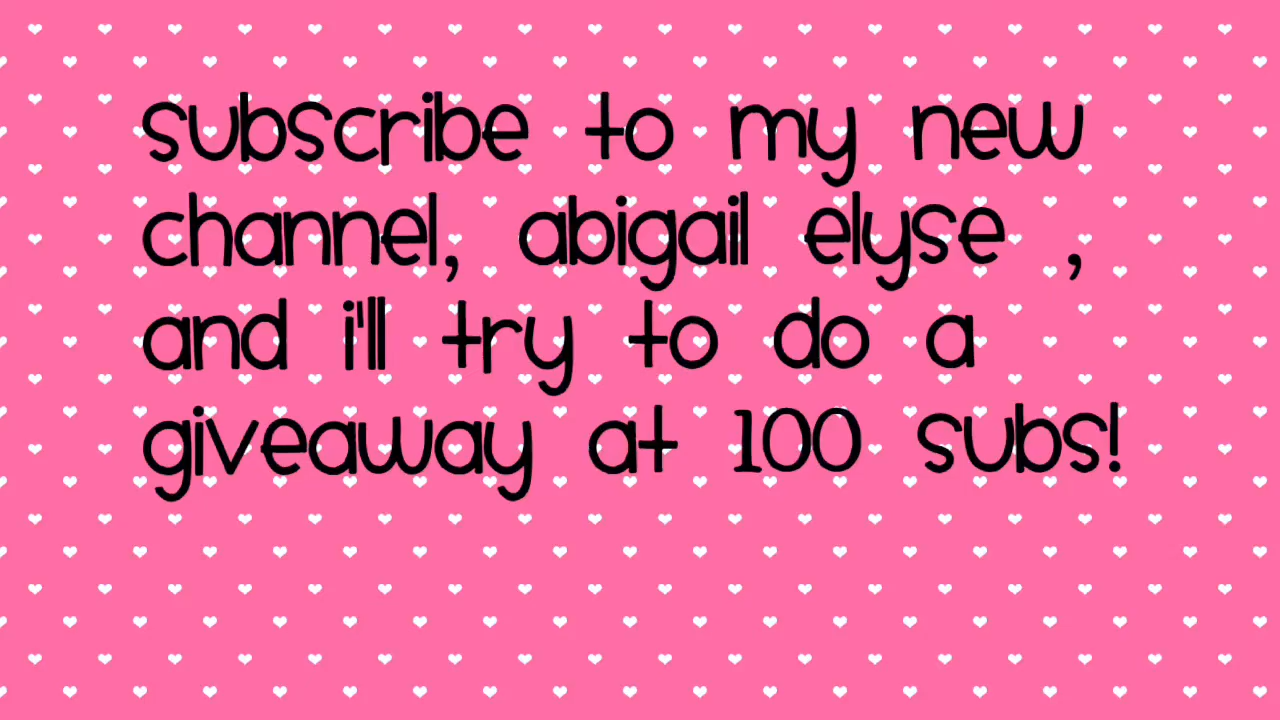 subscribe to my new
channel, abigail elyse ,
and i'll try to do a
giveaway at 100 subs!